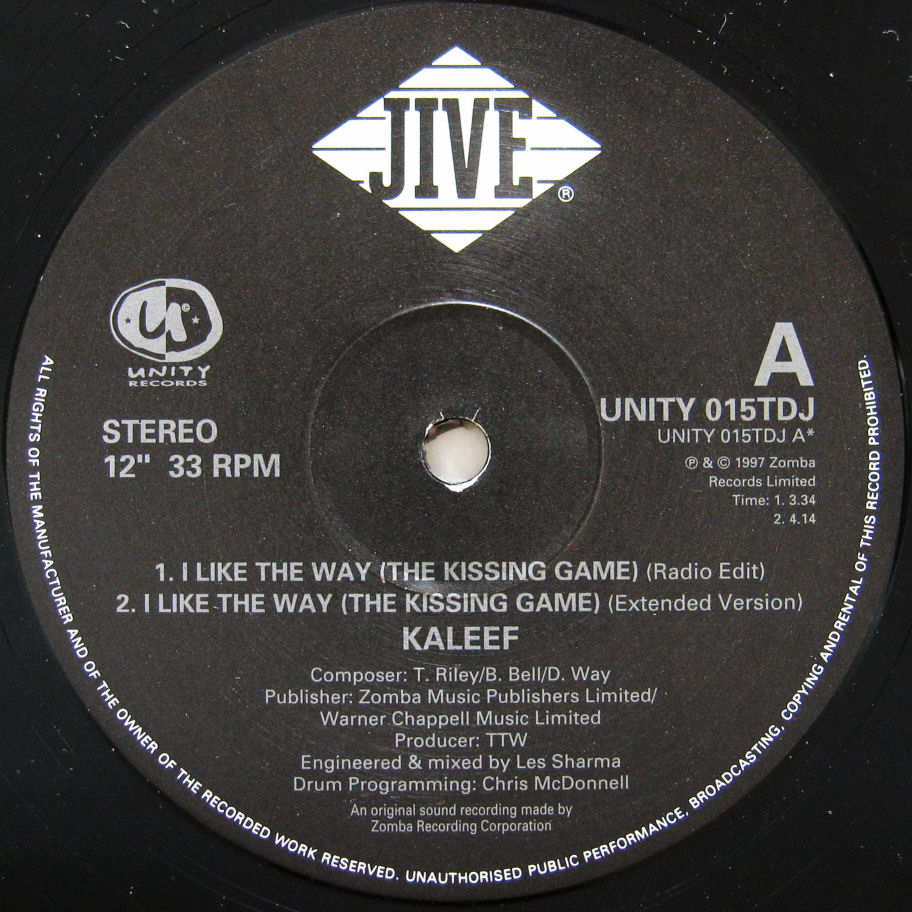 JIVE
®
US©
UNITY
RECORDS
STEREO
12" 33 RPM
A
UNITY 015TDJ
UNITY 015TDJ A*
℗ & © 1997 Zomba
Records Limited
Time: 1. 3.34
2. 4.14
1. I LIKE THE WAY (THE KISSING GAME) (Radio Edit)
2. I LIKE THE WAY (THE KISSING GAME) (Extended Version)
KALEEF
Composer: T. Riley/B. Bell/D. Way
Publisher: Zomba Music Publishers Limited/
Warner Chappell Music Limited
Producer: TTW
Engineered & mixed by Les Sharma
Drum Programming: Chris McDonnell
An original sound recording made by
Zomba Recording Corporation
ALL RIGHTS OF THE MANUFACTURER AND OF THE OWNER OF THE RECORDED WORK RESERVED. UNAUTHORISED PUBLIC PERFORMANCE, BROADCASTING, COPYING ANDRENTAL OF THIS RECORD PROHIBITED.